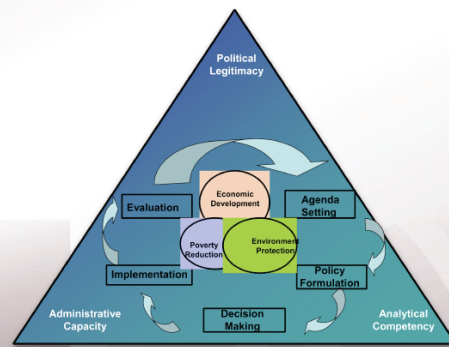 Political
Legitimacy
Economic
Development
Evaluation
Agenda
Setting
Poverty
Reduction
Environment
Protection
Implementation
Policy
Formulation
Administrative
Capacity
Decision
Making
Analytical
Competency